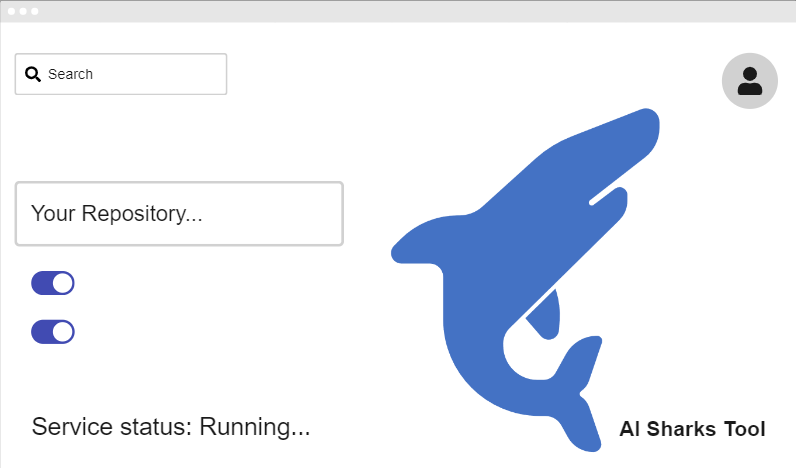 Search
Your Repository...
Service status: Running...
AI Sharks Tool